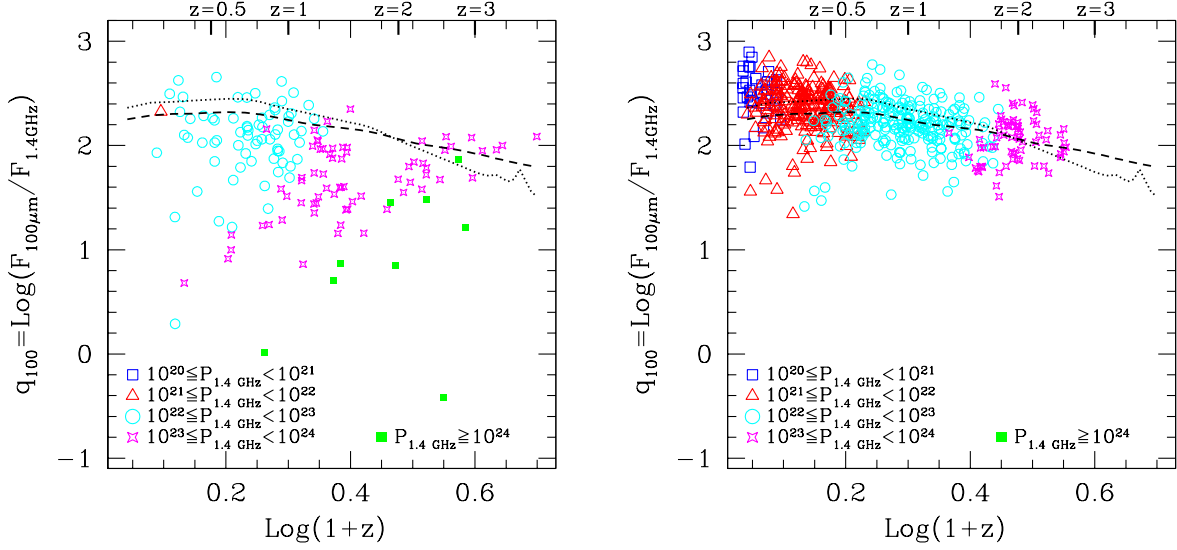 z=0.5 z=1 z=2 z=3
3
2
1
0
−1
q₁₀₀=Log(F₁₀₀μm/F₁.₄GHz)
10²⁰≦P₁.₄ GHz<10²¹
10²¹≦P₁.₄ GHz<10²²
10²²≦P₁.₄ GHz<10²³
10²³≦P₁.₄ GHz<10²⁴
P₁.₄ GHz≧10²⁴
0.2 0.4 0.6
Log(1+z)
z=0.5 z=1 z=2 z=3
3
2
1
0
−1
q₁₀₀=Log(F₁₀₀μm/F₁.₄GHz)
10²⁰≦P₁.₄ GHz<10²¹
10²¹≦P₁.₄ GHz<10²²
10²²≦P₁.₄ GHz<10²³
10²³≦P₁.₄ GHz<10²⁴
P₁.₄ GHz≧10²⁴
0.2 0.4 0.6
Log(1+z)